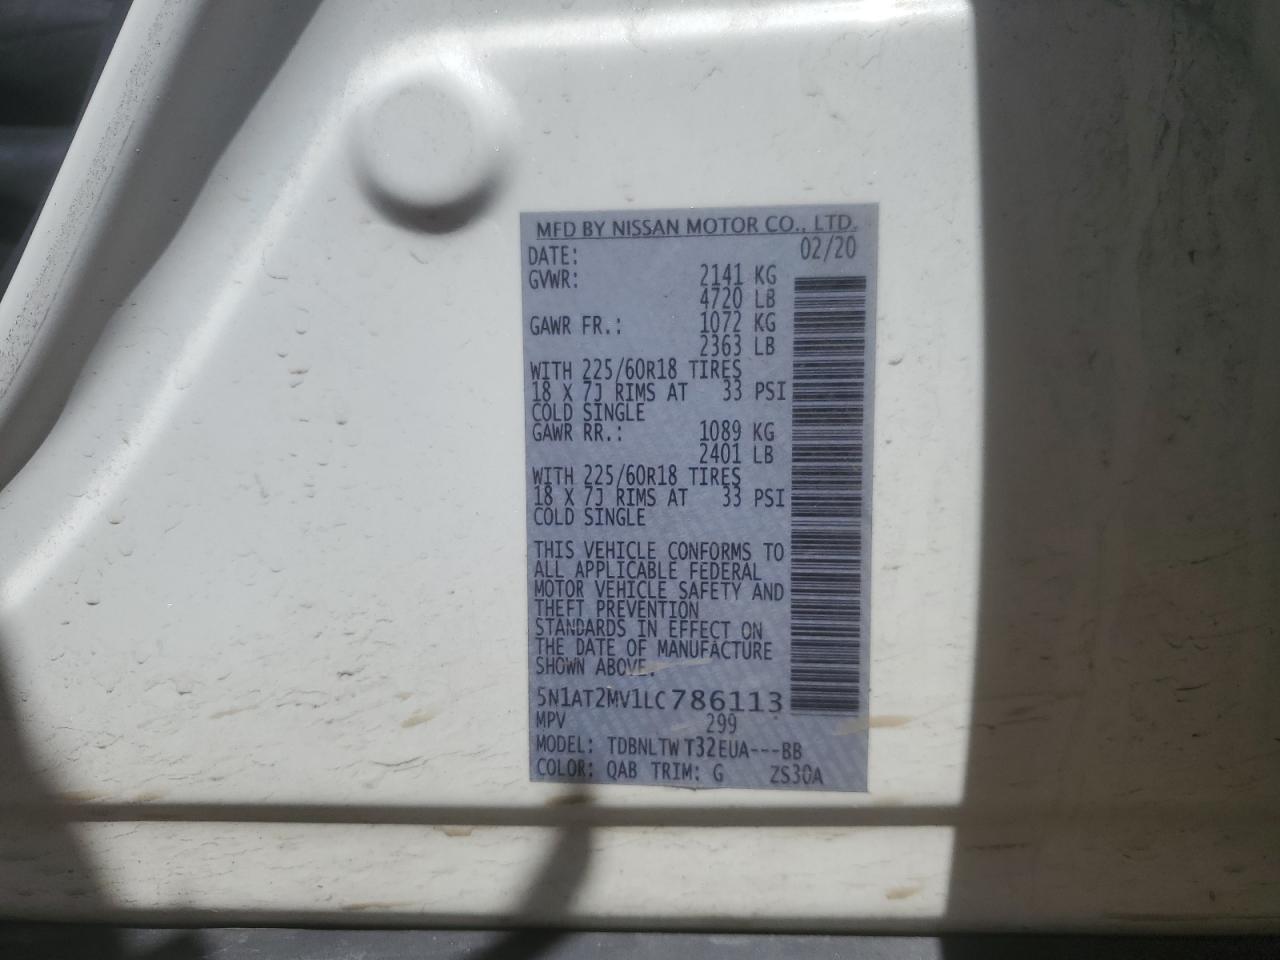 MFD BY NISSAN MOTOR CO., LTD.
DATE: 02/20
GVWR: 2141 KG
4720 LB
GAWR FR.: 1072 KG
2363 LB
WITH 225/60R18 TIRES
18 X 7J RIMS AT 33 PSI
COLD SINGLE
GAWR RR.: 1089 KG
2401 LB
WITH 225/60R18 TIRES
18 X 7J RIMS AT 33 PSI
COLD SINGLE
THIS VEHICLE CONFORMS TO
ALL APPLICABLE FEDERAL
MOTOR VEHICLE SAFETY AND
THEFT PREVENTION
STANDARDS IN EFFECT ON
THE DATE OF MANUFACTURE
SHOWN ABOVE.
5N1AT2MV1LC786113
MPV 299
MODEL: TDBNLTW T32EUA---BB
COLOR: QAB TRIM: G ZS30A